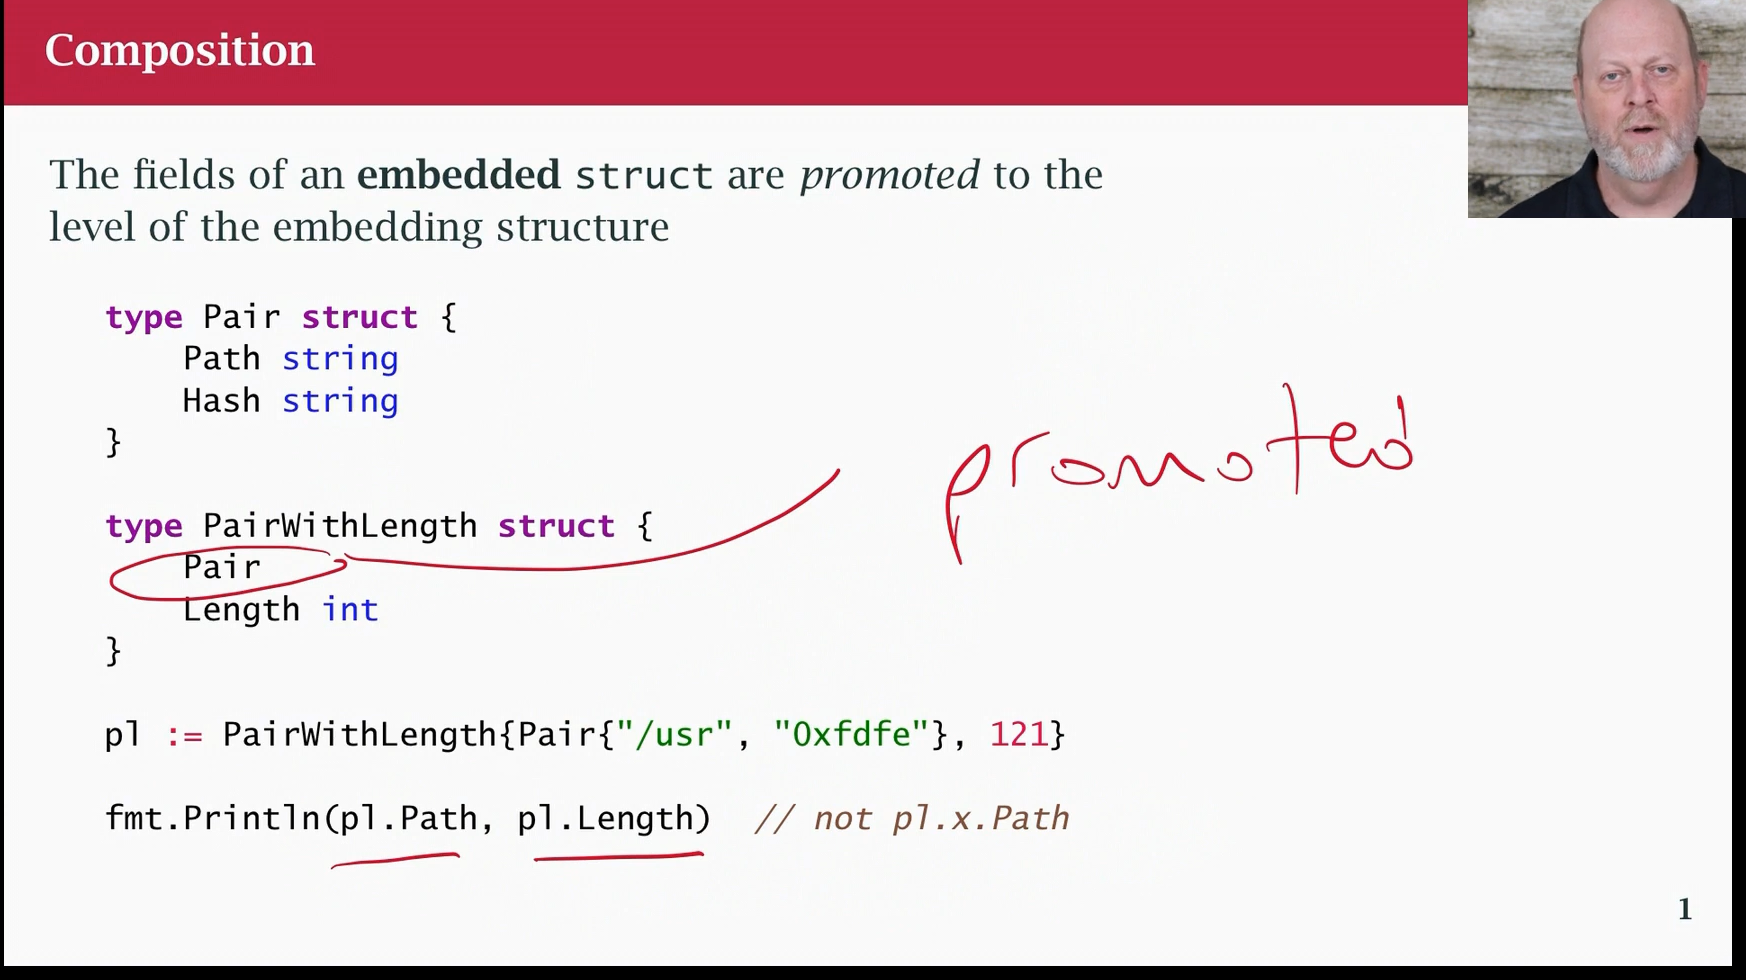 Composition
The fields of an embedded struct are promoted to the
level of the embedding structure
type Pair struct {
    Path string
    Hash string
}
promoted
type PairWithLength struct {
    Pair
    Length int
}
pl := PairWithLength{Pair{"/usr", "0xfdfe"}, 121}
fmt.Println(pl.Path, pl.Length)  // not pl.x.Path
1